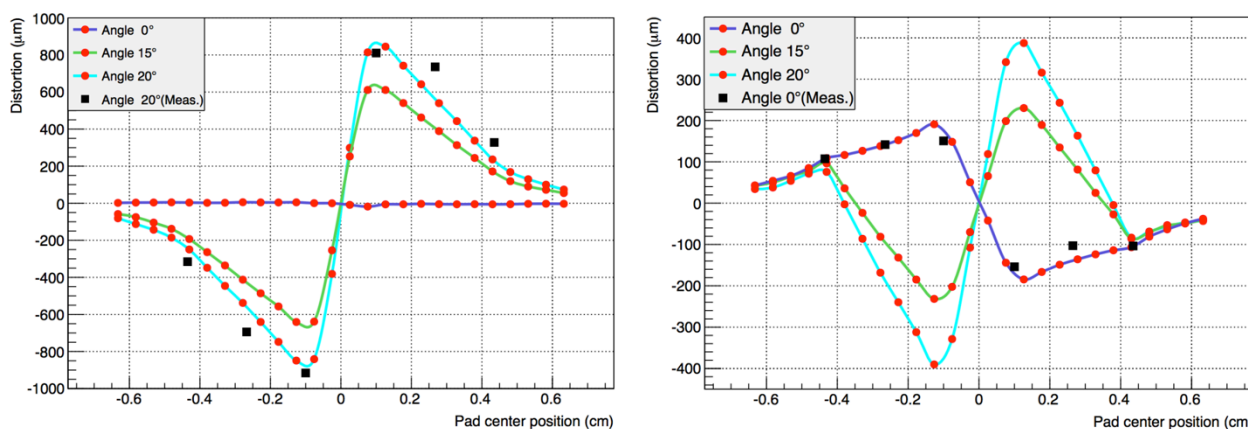 Distortion (μm)
1000
800
600
400
200
0
-200
-400
-600
-800
-1000
Angle 0°
Angle 15°
Angle 20°
Angle 20°(Meas.)
-0.6 -0.4 -0.2 0 0.2 0.4 0.6
Pad center position (cm)
Distortion (μm)
400
300
200
100
0
-100
-200
-300
-400
Angle 0°
Angle 15°
Angle 20°
Angle 0°(Meas.)
-0.6 -0.4 -0.2 0 0.2 0.4 0.6
Pad center position (cm)